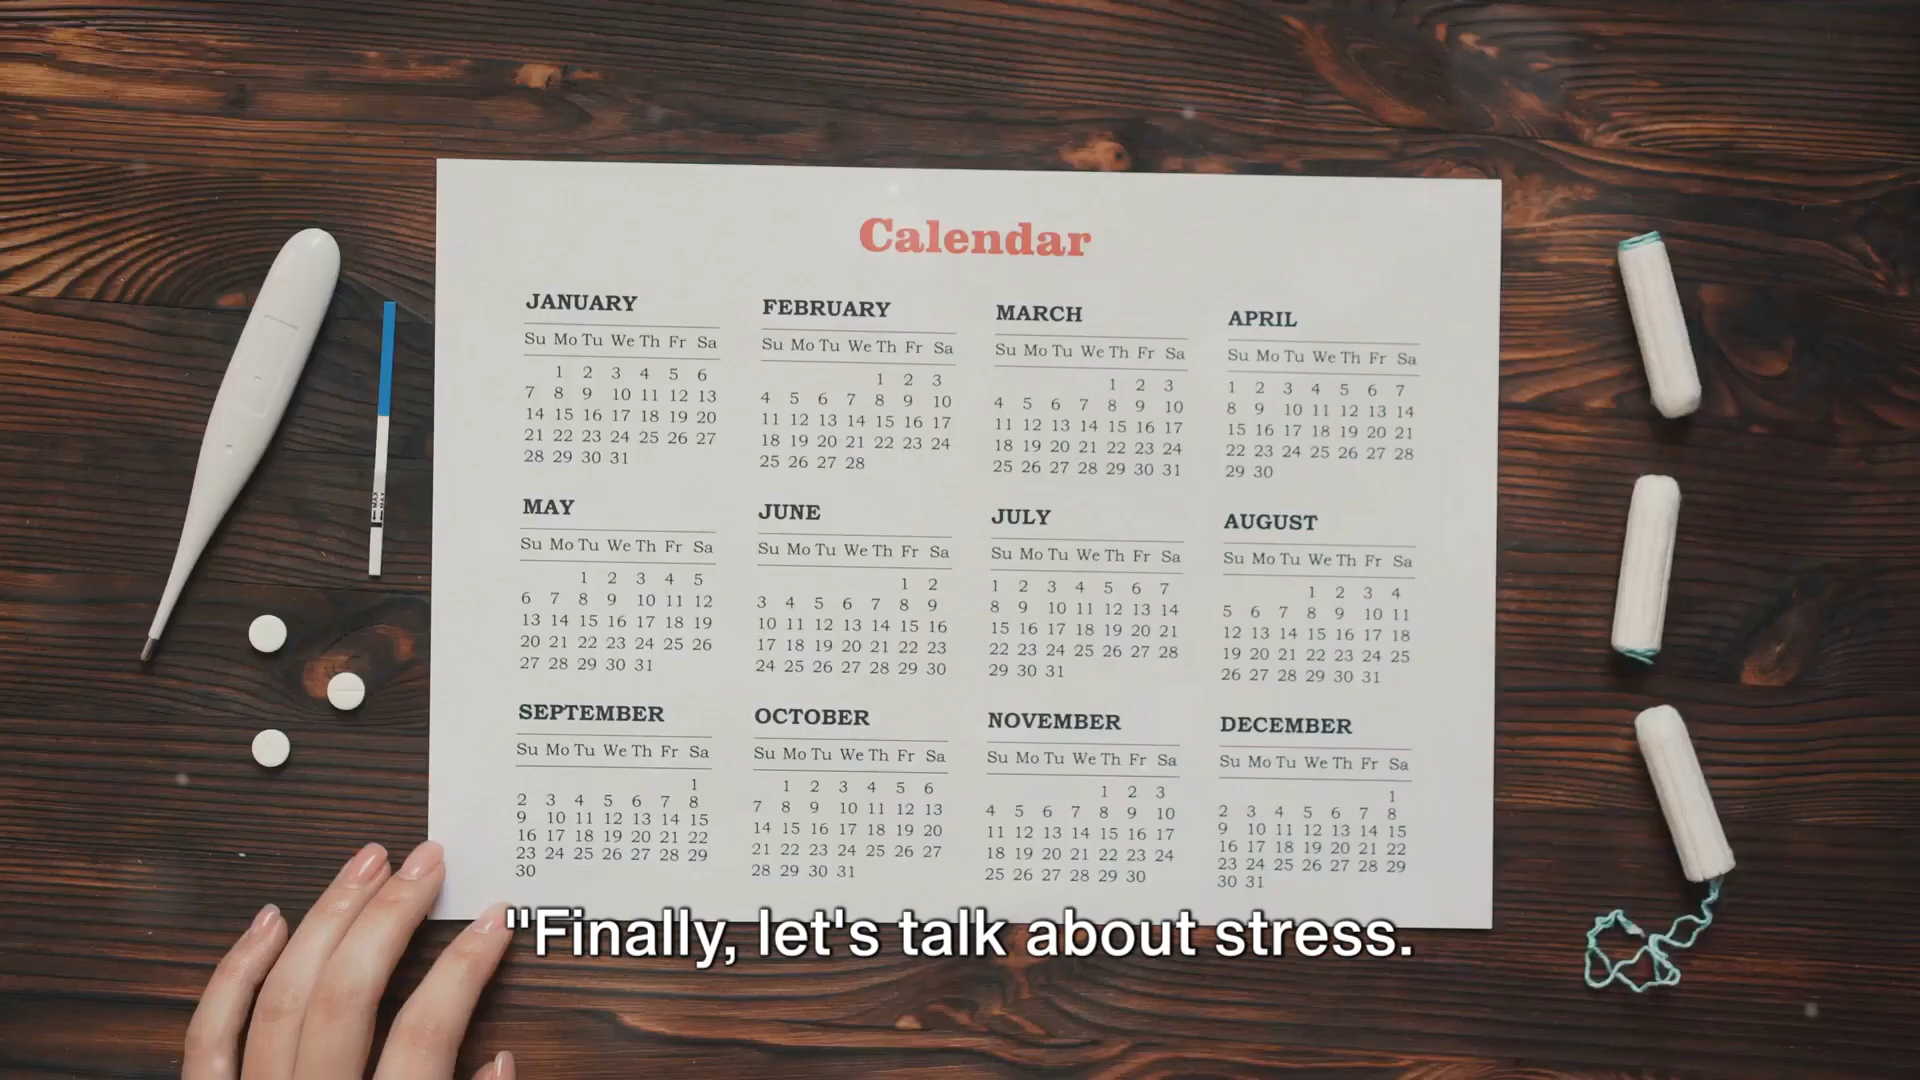 Calendar
JANUARY FEBRUARY MARCH APRIL
Su Mo Tu We Th Fr Sa Su Mo Tu We Th Fr Sa Su Mo Tu We Th Fr Sa Su Mo Tu We Th Fr Sa
1 2 3 4 5 6 1 2 3 1 2 3 1 2 3 4 5 6 7
7 8 9 10 11 12 13 4 5 6 7 8 9 10 4 5 6 7 8 9 10 8 9 10 11 12 13 14
14 15 16 17 18 19 20 11 12 13 14 15 16 17 11 12 13 14 15 16 17 15 16 17 18 19 20 21
21 22 23 24 25 26 27 18 19 20 21 22 23 24 18 19 20 21 22 23 24 22 23 24 25 26 27 28
28 29 30 31 25 26 27 28 25 26 27 28 29 30 31 29 30
MAY JUNE JULY AUGUST
Su Mo Tu We Th Fr Sa Su Mo Tu We Th Fr Sa Su Mo Tu We Th Fr Sa Su Mo Tu We Th Fr Sa
1 2 3 4 5 1 2 1 2 3 4 5 6 7 1 2 3 4
6 7 8 9 10 11 12 3 4 5 6 7 8 9 8 9 10 11 12 13 14 5 6 7 8 9 10 11
13 14 15 16 17 18 19 10 11 12 13 14 15 16 15 16 17 18 19 20 21 12 13 14 15 16 17 18
20 21 22 23 24 25 26 17 18 19 20 21 22 23 22 23 24 25 26 27 28 19 20 21 22 23 24 25
27 28 29 30 31 24 25 26 27 28 29 30 29 30 31 26 27 28 29 30 31
SEPTEMBER OCTOBER NOVEMBER DECEMBER
Su Mo Tu We Th Fr Sa Su Mo Tu We Th Fr Sa Su Mo Tu We Th Fr Sa Su Mo Tu We Th Fr Sa
1 1 2 3 4 5 6 1 2 3 1
2 3 4 5 6 7 8 7 8 9 10 11 12 13 4 5 6 7 8 9 10 2 3 4 5 6 7 8
9 10 11 12 13 14 15 14 15 16 17 18 19 20 11 12 13 14 15 16 17 9 10 11 12 13 14 15
16 17 18 19 20 21 22 21 22 23 24 25 26 27 18 19 20 21 22 23 24 16 17 18 19 20 21 22
23 24 25 26 27 28 29 28 29 30 31 25 26 27 28 29 30 23 24 25 26 27 28 29
30 30 31
"Finally, let's talk about stress.